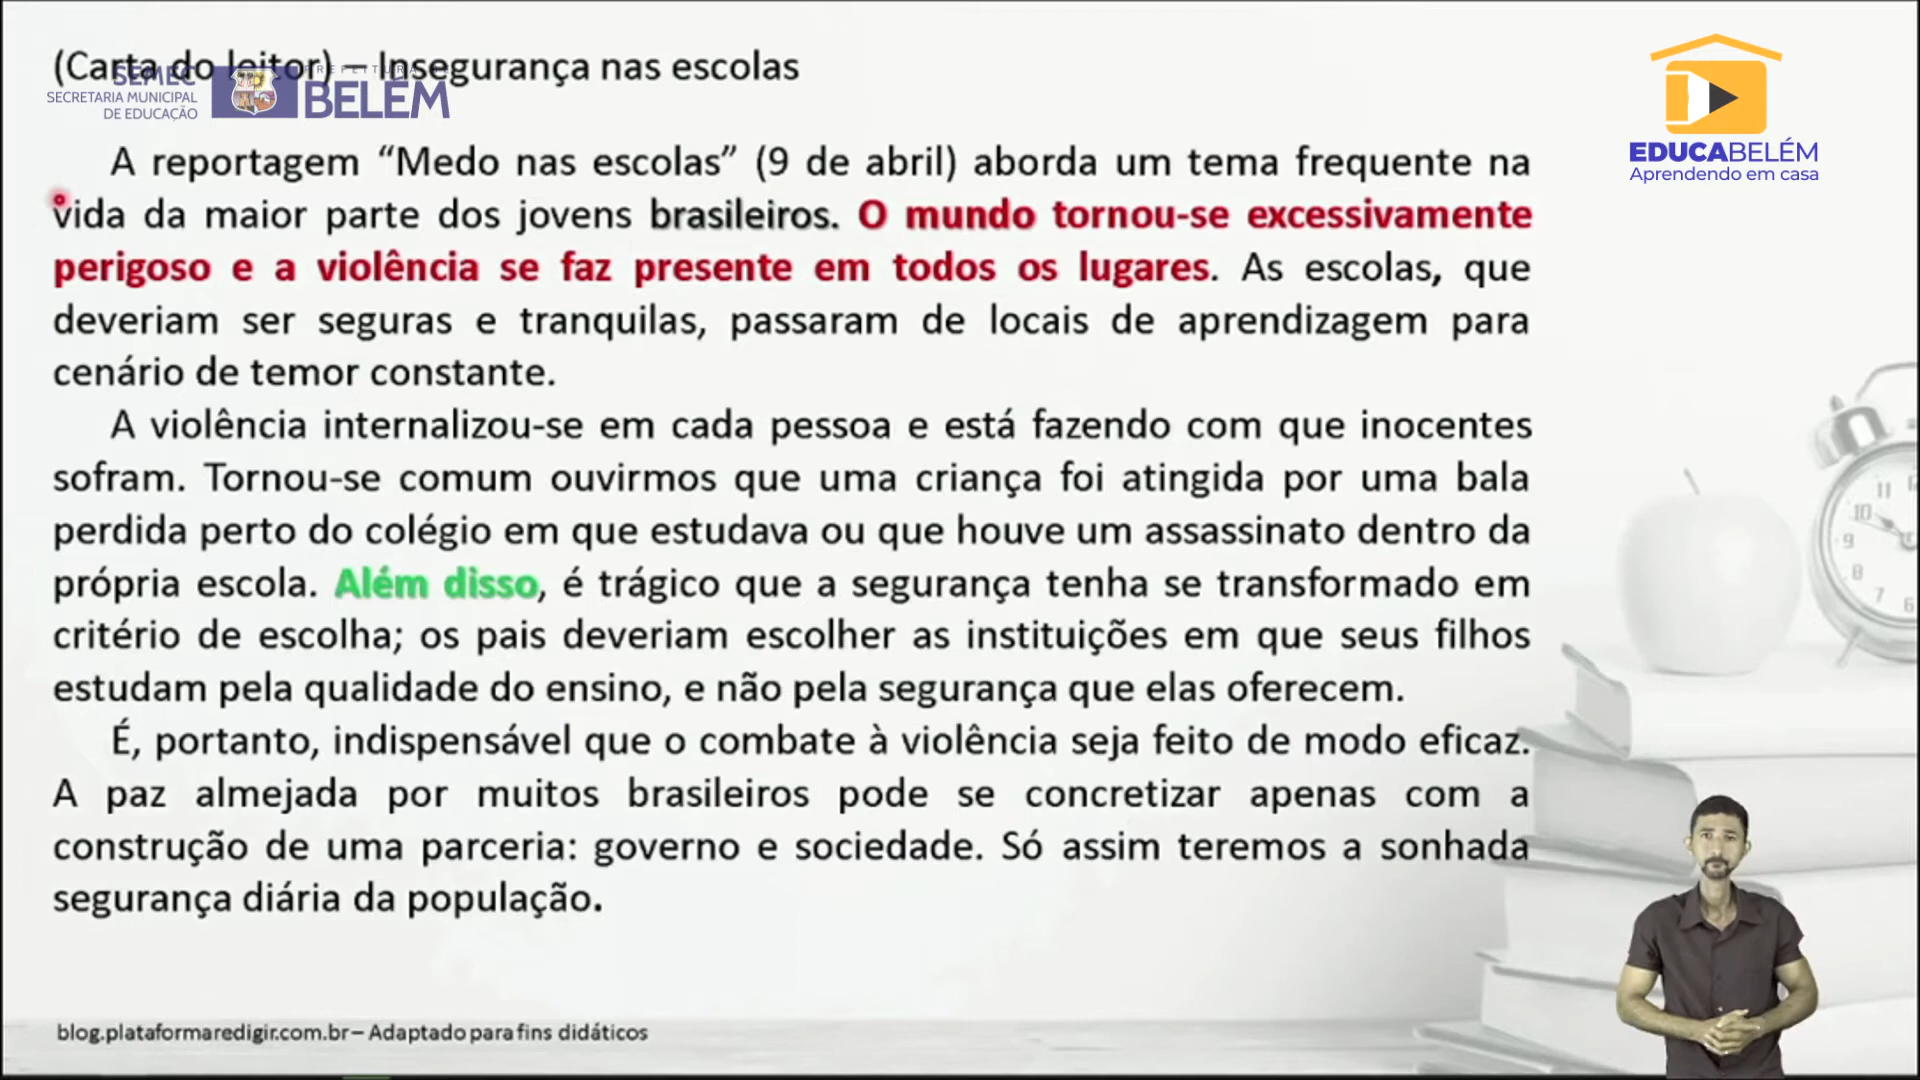 (Carta do leitor) – Insegurança nas escolas
SEMEC
SECRETARIA MUNICIPAL
DE EDUCAÇÃO
PREFEITURA
BELÉM
EDUCABELÉM
Aprendendo em casa
A reportagem “Medo nas escolas” (9 de abril) aborda um tema frequente na
vida da maior parte dos jovens brasileiros. O mundo tornou-se excessivamente
perigoso e a violência se faz presente em todos os lugares. As escolas, que
deveriam ser seguras e tranquilas, passaram de locais de aprendizagem para
cenário de temor constante.
A violência internalizou-se em cada pessoa e está fazendo com que inocentes
sofram. Tornou-se comum ouvirmos que uma criança foi atingida por uma bala
perdida perto do colégio em que estudava ou que houve um assassinato dentro da
própria escola. Além disso, é trágico que a segurança tenha se transformado em
critério de escolha; os pais deveriam escolher as instituições em que seus filhos
estudam pela qualidade do ensino, e não pela segurança que elas oferecem.
É, portanto, indispensável que o combate à violência seja feito de modo eficaz.
A paz almejada por muitos brasileiros pode se concretizar apenas com a
construção de uma parceria: governo e sociedade. Só assim teremos a sonhada
segurança diária da população.
11
10
9
8
7
6
blog.plataformaredigir.com.br – Adaptado para fins didáticos